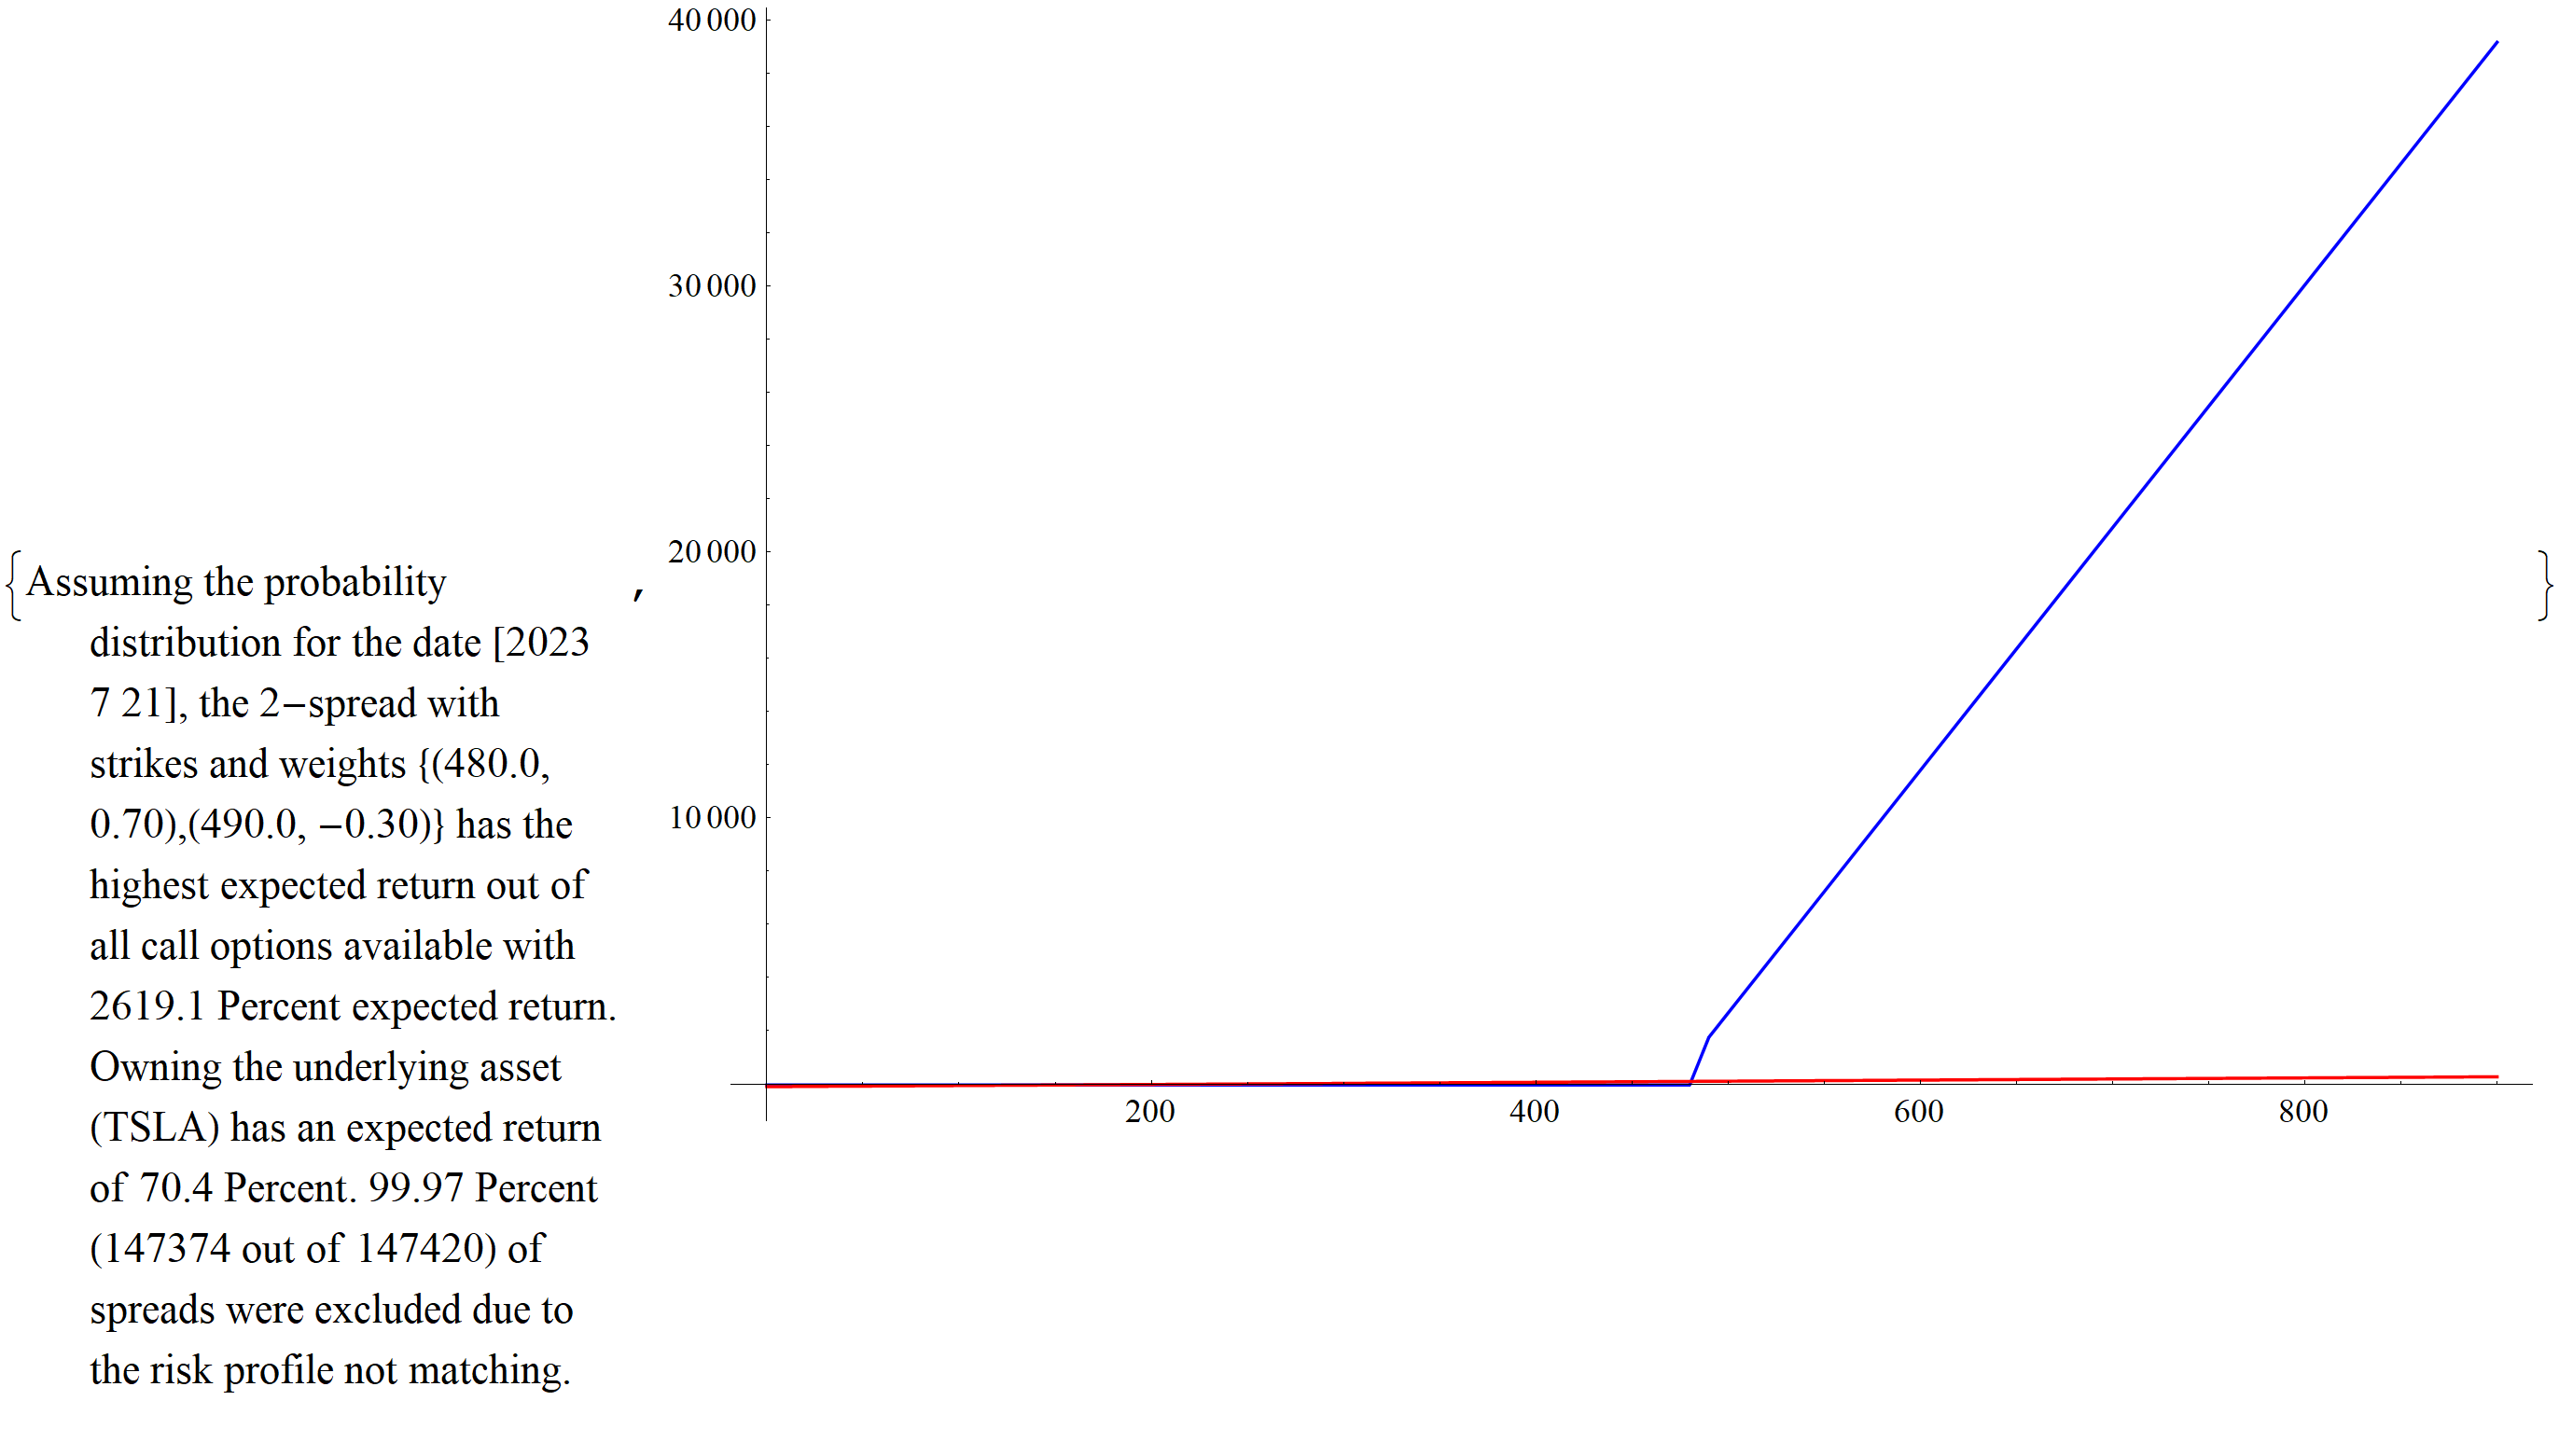 {Assuming the probability ,
distribution for the date [2023
7 21], the 2−spread with
strikes and weights {(480.0,
0.70),(490.0, −0.30)} has the
highest expected return out of
all call options available with
2619.1 Percent expected return.
Owning the underlying asset
(TSLA) has an expected return
of 70.4 Percent. 99.97 Percent
(147374 out of 147420) of
spreads were excluded due to
the risk profile not matching.
40 000
30 000
20 000
10 000
200 400 600 800
}